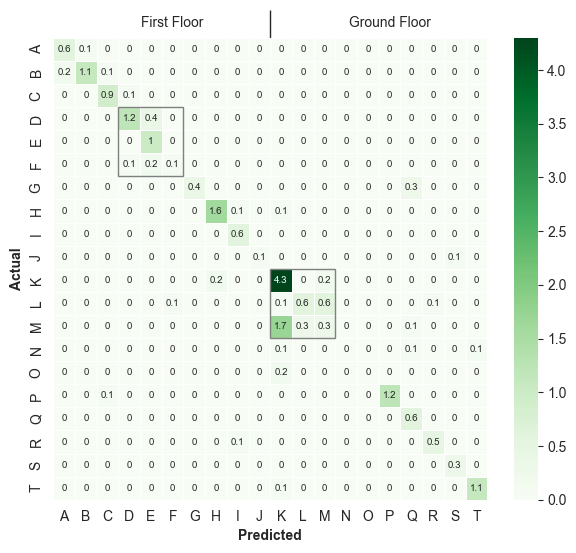 First Floor Ground Floor
A 0.6 0.1 0 0 0 0 0 0 0 0 0 0 0 0 0 0 0 0 0 0
B 0.2 1.1 0.1 0 0 0 0 0 0 0 0 0 0 0 0 0 0 0 0 0
C 0 0 0.9 0.1 0 0 0 0 0 0 0 0 0 0 0 0 0 0 0 0
D 0 0 0 1.2 0.4 0 0 0 0 0 0 0 0 0 0 0 0 0 0 0
E 0 0 0 0 1 0 0 0 0 0 0 0 0 0 0 0 0 0 0 0
F 0 0 0 0.1 0.2 0.1 0 0 0 0 0 0 0 0 0 0 0 0 0 0
G 0 0 0 0 0 0 0.4 0 0 0 0 0 0 0 0 0 0.3 0 0 0
H 0 0 0 0 0 0 0 1.6 0.1 0 0.1 0 0 0 0 0 0 0 0 0
I 0 0 0 0 0 0 0 0 0.6 0 0 0 0 0 0 0 0 0 0 0
J 0 0 0 0 0 0 0 0 0 0.1 0 0 0 0 0 0 0 0 0.1 0
K 0 0 0 0 0 0 0 0.2 0 0 4.3 0 0.2 0 0 0 0 0 0 0
L 0 0 0 0 0 0.1 0 0 0 0 0.1 0.6 0.6 0 0 0 0 0.1 0 0
M 0 0 0 0 0 0 0 0 0 0 1.7 0.3 0.3 0 0 0 0.1 0 0 0
N 0 0 0 0 0 0 0 0 0 0 0.1 0 0 0 0 0 0.1 0 0 0.1
O 0 0 0 0 0 0 0 0 0 0 0.2 0 0 0 0 0 0 0 0 0
P 0 0 0.1 0 0 0 0 0 0 0 0 0 0 0 0 1.2 0 0 0 0
Q 0 0 0 0 0 0 0 0 0 0 0 0 0 0 0 0 0.6 0 0 0
R 0 0 0 0 0 0 0 0 0.1 0 0 0 0 0 0 0 0 0.5 0 0
S 0 0 0 0 0 0 0 0 0 0 0 0 0 0 0 0 0 0 0.3 0
T 0 0 0 0 0 0 0 0 0 0 0.1 0 0 0 0 0 0 0 0 1.1
A B C D E F G H I J K L M N O P Q R S T
Predicted
Actual
4.0
3.5
3.0
2.5
2.0
1.5
1.0
0.5
0.0